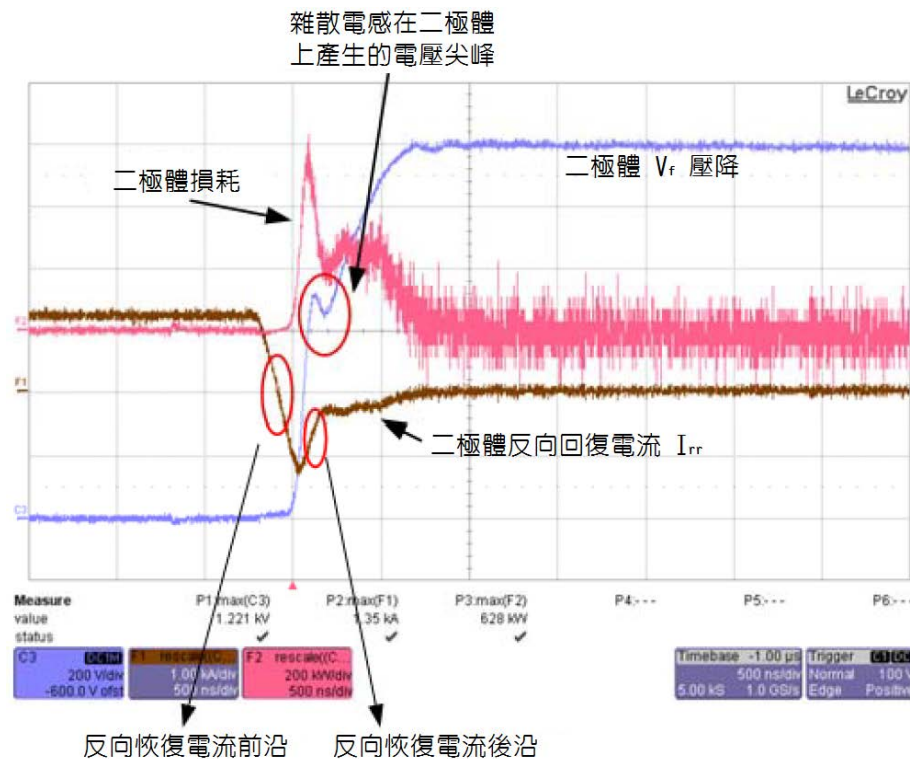 雜散電感在二極體
上產生的電壓尖峰
LeCroy
二極體 Vf 壓降
二極體損耗
F2
F1
二極體反向回復電流 Irr
C3
Measure P1:max(C3) P2:max(F1) P3:max(F2) P4:--- P5:--- P6:---
value 1.221 kV 1.35 kA 628 kW
status
C3 DC1M F1 rescale((C... F2 rescale((C... Timebase -1.00 µs Trigger C1 DC
200 V/div 1.00 kA/div 200 kW/div 500 ns/div Normal 100 V
-600.0 V ofst 500 ns/div 500 ns/div 5.00 kS 1.0 GS/s Edge Positive
反向恢復電流前沿 反向恢復電流後沿